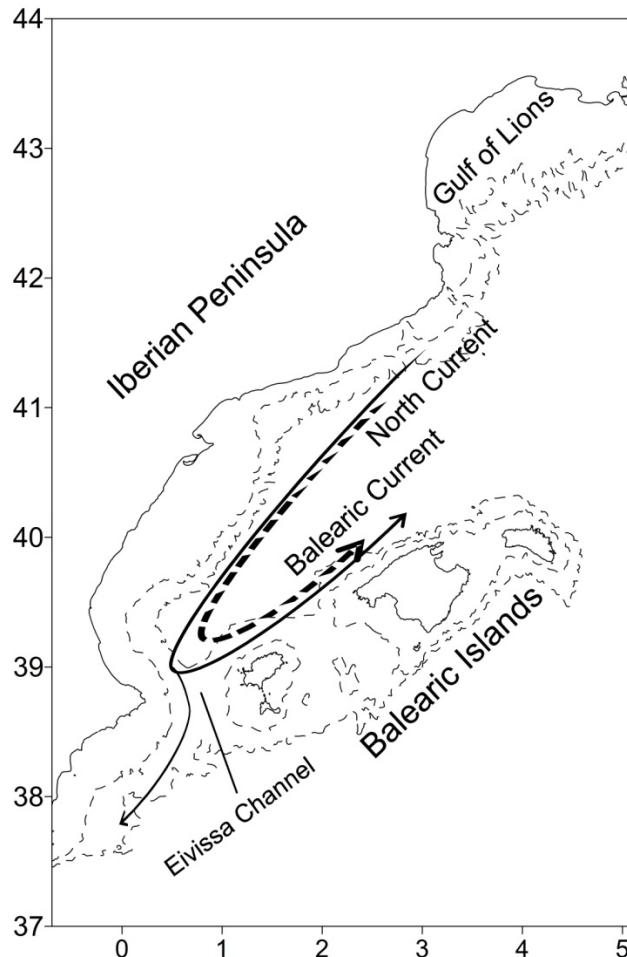 44
43
42
41
40
39
38
37
0
1
2
3
4
5
Gulf of Lions
Iberian Peninsula
North Current
Balearic Current
Balearic Islands
Eivissa Channel